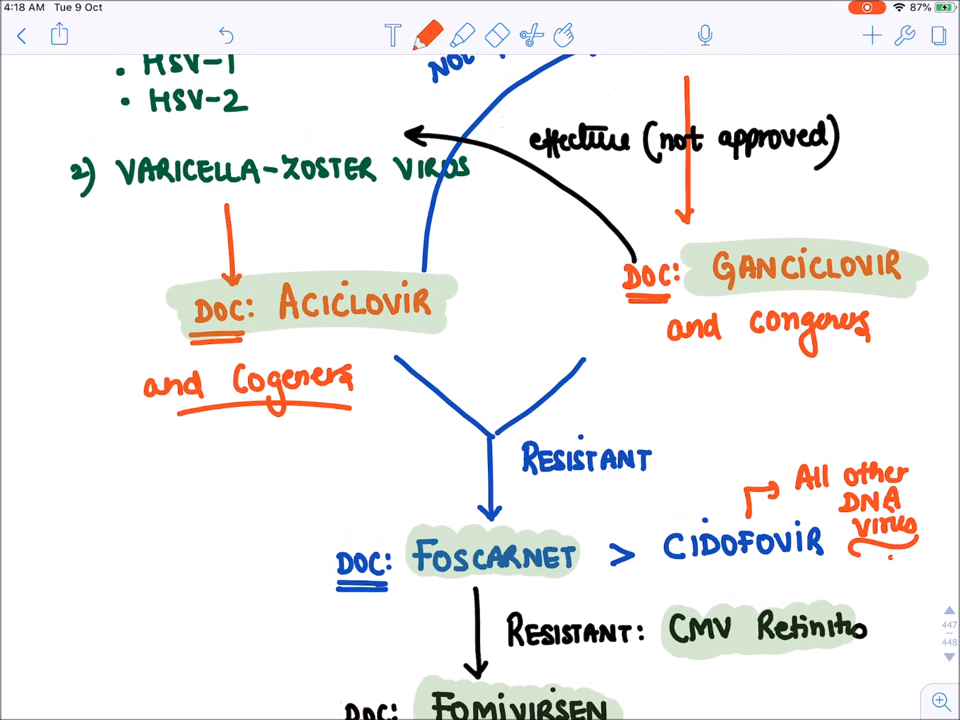 4:18 AM Tue 9 Oct
87%
T
• HSV-1
• HSV-2
effective (not approved)
2) VARICELLA-ZOSTER VIRUS
DOC: GANCICLOVIR
and congeners
DOC: ACICLOVIR
and Cogeners
RESISTANT
All other
DNA
virus
DOC: FOSCARNET > CIDOFOVIR
RESISTANT: CMV Retinitis
447
448
DOC: FOMIVIRSEN